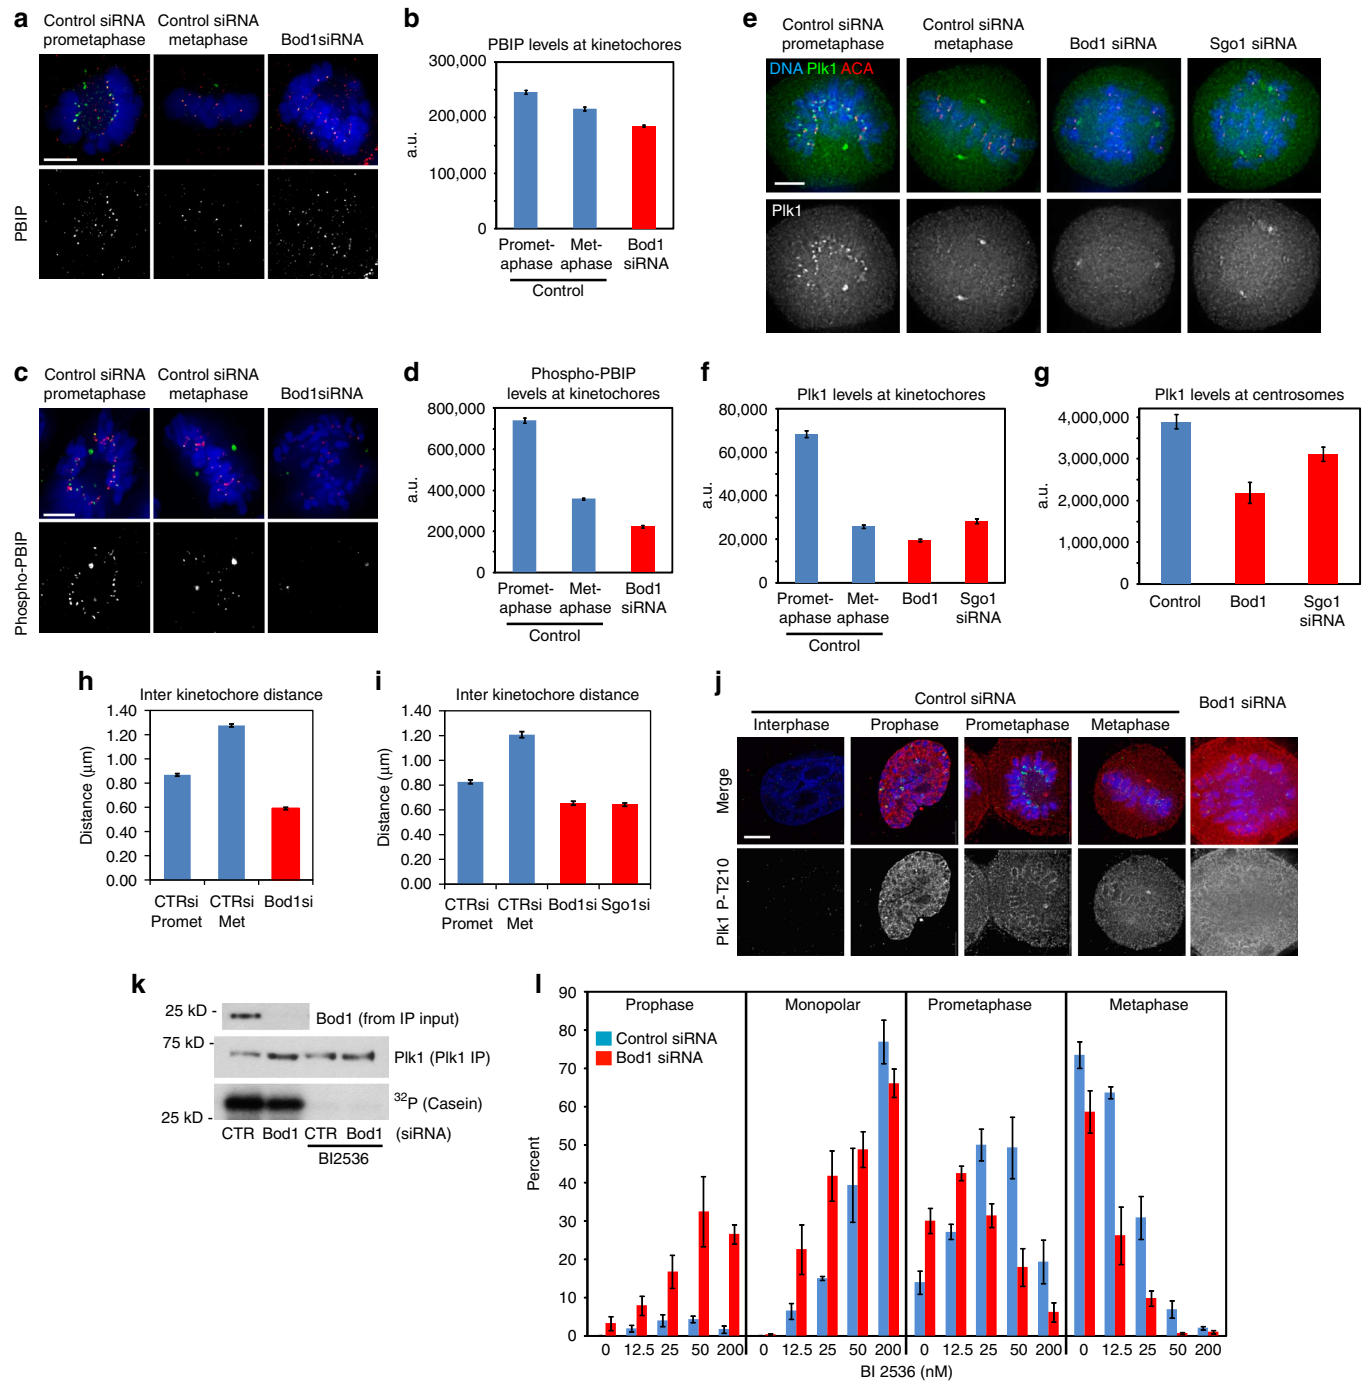 a
Control siRNA
prometaphase
Control siRNA
metaphase
Bod1siRNA
PBIP
b
PBIP levels at kinetochores
300,000
200,000
100,000
0
a.u.
Promet-
aphase
Met-
aphase
Bod1
siRNA
Control
e
Control siRNA
prometaphase
Control siRNA
metaphase
Bod1 siRNA
Sgo1 siRNA
DNA Plk1 ACA
Plk1
c
Control siRNA
prometaphase
Control siRNA
metaphase
Bod1siRNA
Phospho-PBIP
d
Phospho-PBIP
levels at kinetochores
800,000
600,000
400,000
200,000
0
a.u.
Promet-
aphase
Met-
aphase
Bod1
siRNA
Control
f
Plk1 levels at kinetochores
80,000
60,000
40,000
20,000
0
a.u.
Promet-
aphase
Met-
aphase
Bod1
Sgo1
siRNA
Control
g
Plk1 levels at centrosomes
4,000,000
3,000,000
2,000,000
1,000,000
0
a.u.
Control
Bod1
Sgo1
siRNA
h
Inter kinetochore distance
1.40
1.20
1.00
0.80
0.60
0.40
0.20
0.00
Distance (μm)
CTRsi
Promet
CTRsi
Met
Bod1si
i
Inter kinetochore distance
1.40
1.20
1.00
0.80
0.60
0.40
0.20
0.00
Distance (μm)
CTRsi
Promet
CTRsi
Met
Bod1si
Sgo1si
j
Control siRNA
Bod1 siRNA
Interphase
Prophase
Prometaphase
Metaphase
Merge
Plk1 P-T210
k
25 kD -
Bod1 (from IP input)
75 kD -
Plk1 (Plk1 IP)
32P (Casein)
25 kD -
CTR Bod1 CTR Bod1 (siRNA)
BI2536
l
90
80
70
60
50
40
30
20
10
0
Percent
Prophase
Monopolar
Prometaphase
Metaphase
Control siRNA
Bod1 siRNA
0 12.5 25 50 200 0 12.5 25 50 200 0 12.5 25 50 200 0 12.5 25 50 200
BI 2536 (nM)